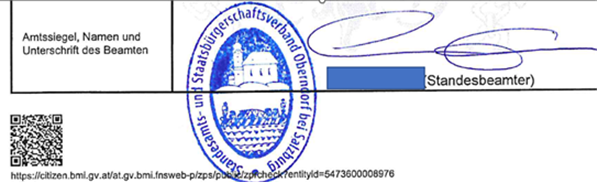 Amtssiegel, Namen und
Unterschrift des Beamten
Standesamts- und Staatsbürgerschaftsverband Oberndorf bei Salzburg
(Standesbeamter)
https://citizen.bmi.gv.at/at.gv.bmi.fnsweb-p/zps/public/zpfcheck?entityId=5473600008976